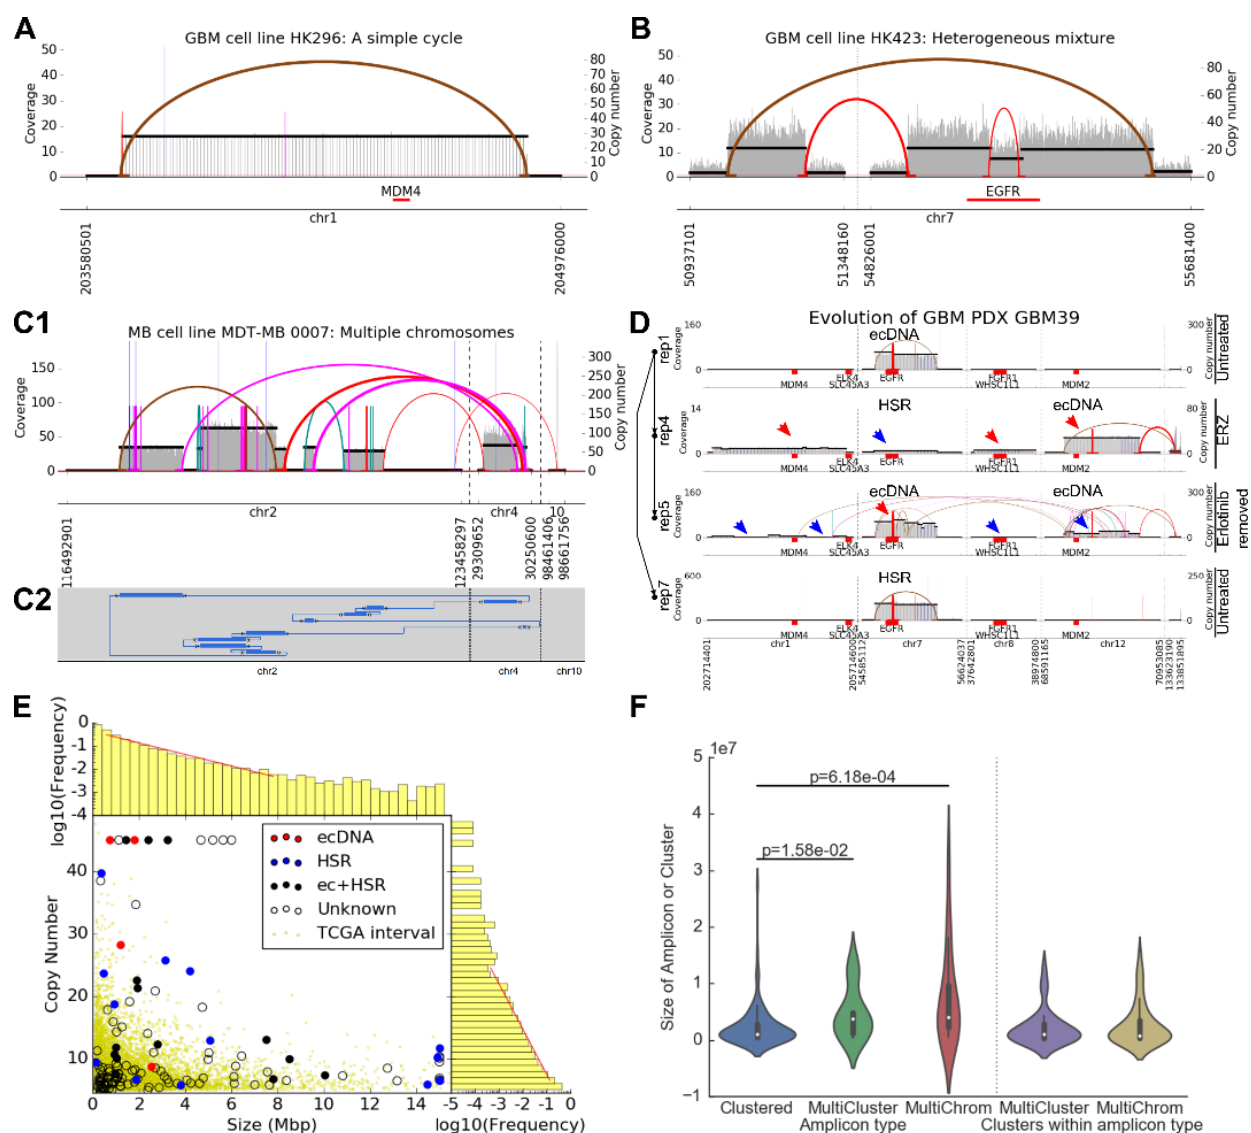 A
GBM cell line HK296: A simple cycle
50
40
30
20
10
0
Coverage
80
70
60
50
40
30
20
10
0
Copy number
MDM4
chr1
203580501
204976000
B
GBM cell line HK423: Heterogeneous mixture
50
40
30
20
10
0
Coverage
80
60
40
20
0
Copy number
EGFR
chr7
50937101
51348160
54826001
55681400
C1
MB cell line MDT-MB 0007: Multiple chromosomes
150
100
50
0
Coverage
300
250
200
150
100
50
0
Copy number
chr2
chr4
10
116492901
123458297
29309652
30250600
98461406
98661756
C2
chr2
chr4
chr10
D
Evolution of GBM PDX GBM39
rep1
160
0
Coverage
ecDNA
300
0
Copy number
Untreated
MDM4
ELK4
SLC45A3
EGFR
FGFR1
WHSC1L1
MDM2
rep4
14
0
Coverage
HSR
ecDNA
80
0
Copy number
ERZ
MDM4
ELK4
SLC45A3
EGFR
FGFR1
WHSC1L1
MDM2
rep5
160
0
Coverage
ecDNA
ecDNA
300
0
Copy number
Erlotinib
removed
MDM4
ELK4
SLC45A3
EGFR
FGFR1
WHSC1L1
MDM2
rep7
600
0
Coverage
HSR
250
0
Copy number
Untreated
MDM4
ELK4
SLC45A3
EGFR
FGFR1
WHSC1L1
MDM2
chr1
chr7
chr8
chr12
202714401
205714600
54585112
56624037
37642801
38974800
68591165
70953085
133623190
133851895
E
0
-1
-2
-3
-4
log10(Frequency)
ecDNA
HSR
ec+HSR
Unknown
TCGA interval
40
30
20
10
Copy Number
0 2 4 6 8 10 12 14
Size (Mbp)
-5 -4 -3 -2 -1 0
log10(Frequency)
F
1e7
5
4
3
2
1
0
−1
Size of Amplicon or Cluster
p=6.18e-04
p=1.58e-02
Clustered MultiCluster MultiChrom MultiCluster MultiChrom
Amplicon type Clusters within amplicon type